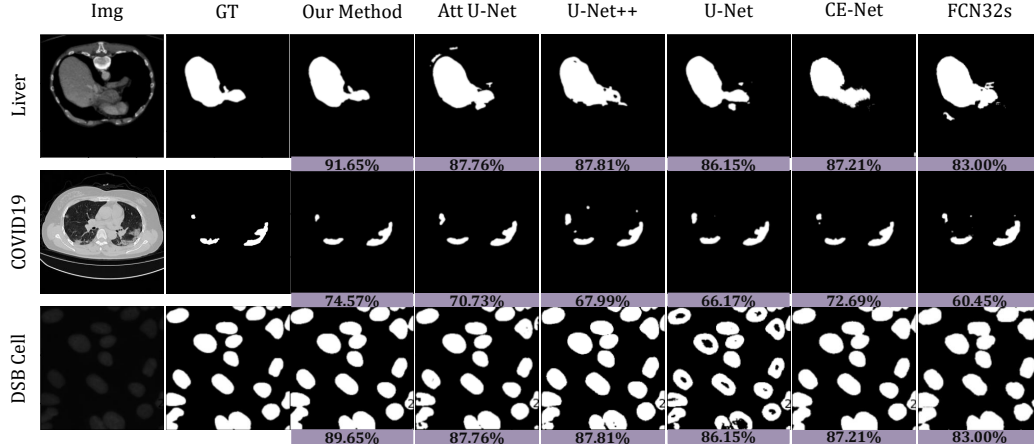 Img GT Our Method Att U-Net U-Net++ U-Net CE-Net FCN32s
Liver
91.65% 87.76% 87.81% 86.15% 87.21% 83.00%
COVID19
74.57% 70.73% 67.99% 66.17% 72.69% 60.45%
DSB Cell
89.65% 87.76% 87.81% 86.15% 87.21% 83.00%